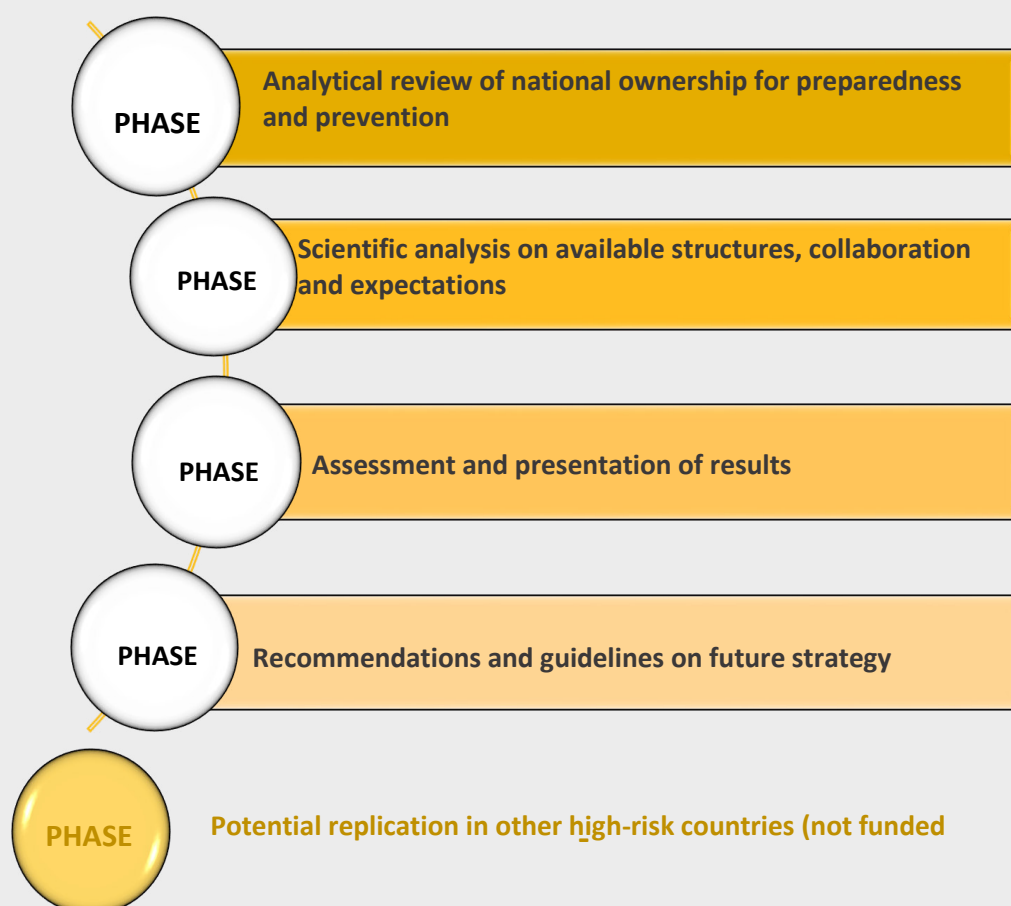 PHASE
Analytical review of national ownership for preparedness
and prevention
PHASE
Scientific analysis on available structures, collaboration
and expectations
PHASE
Assessment and presentation of results
PHASE
Recommendations and guidelines on future strategy
PHASE
Potential replication in other high-risk countries (not funded